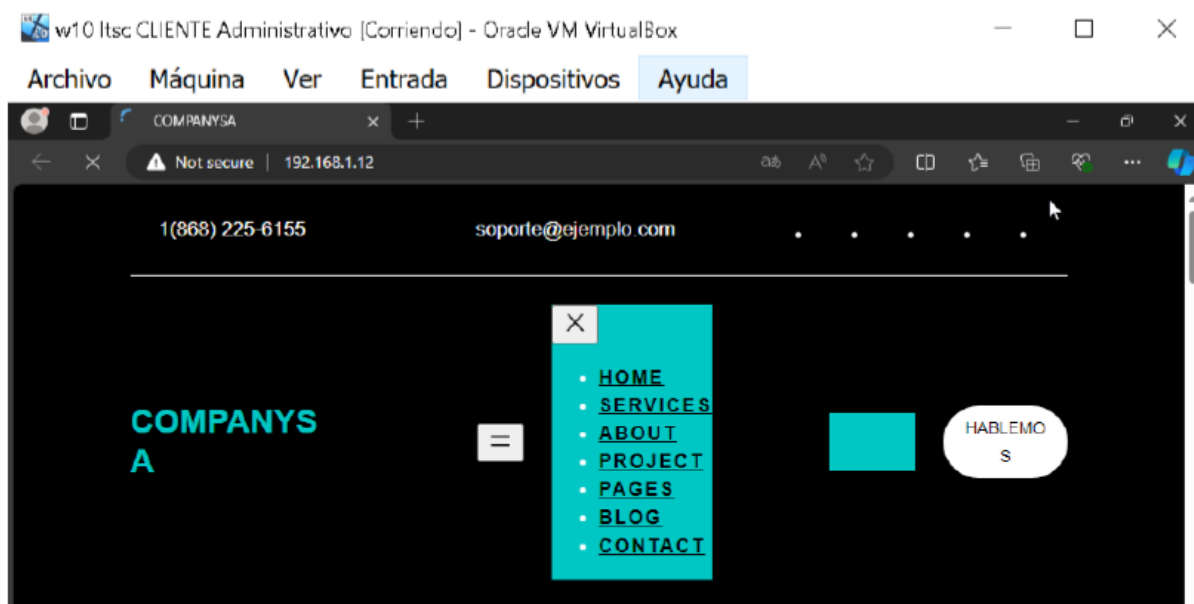 w10 ltsc CLIENTE Administrativo [Corriendo] - Oracle VM VirtualBox
Archivo Máquina Ver Entrada Dispositivos Ayuda
COMPANYSA
Not secure | 192.168.1.12
1(868) 225-6155 soporte@ejemplo.com
HOME
SERVICES
ABOUT
PROJECT
PAGES
BLOG
CONTACT
COMPANYS
A
HABLEMO
S